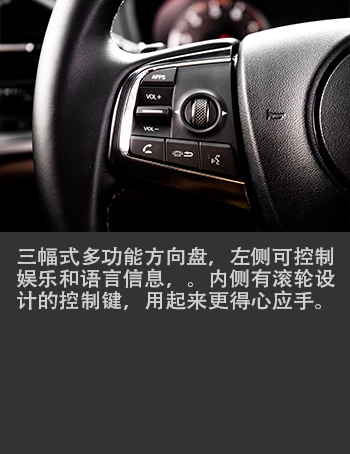 APPS
VOL+
VOL-
三幅式多功能方向盘，左侧可控制
娱乐和语言信息，。内侧有滚轮设
计的控制键，用起来更得心应手。